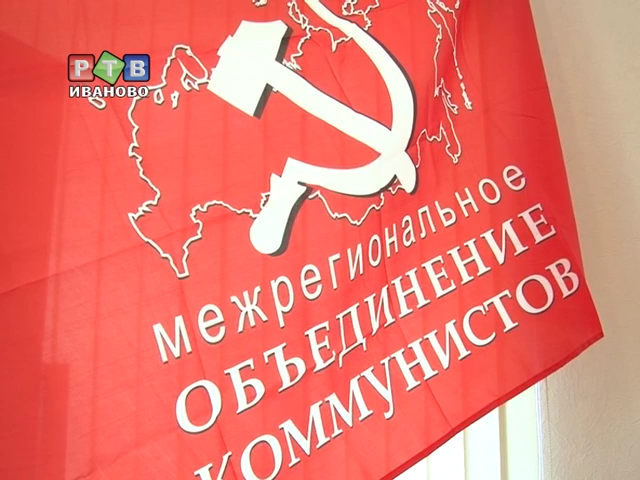 РТВ
ИВАНОВО
межрегиональное
ОБЪЕДИНЕНИЕ
КОММУНИСТОВ